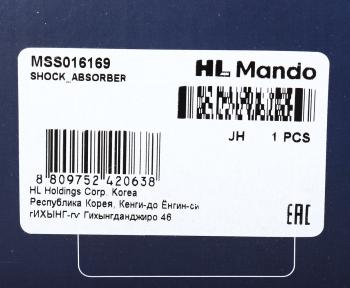 MSS016169
SHOCK_ABSORBER
HL Mando
JH 1 PCS
8 809752 420638
HL Holdings Corp. Korea
Республика Корея, Кенги-до Ёнгин-си
гИХЫНГ-гу Гихынгданджиро 46
EAC